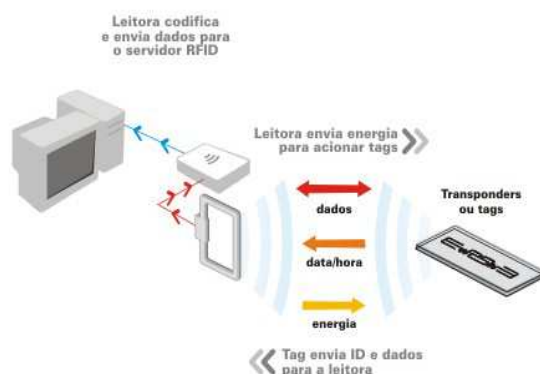 Leitora codifica
e envia dados para
o servidor RFID
Leitora envia energia
para acionar tags
dados
data/hora
energia
Transponders
ou tags
Tag envia ID e dados
para a leitora